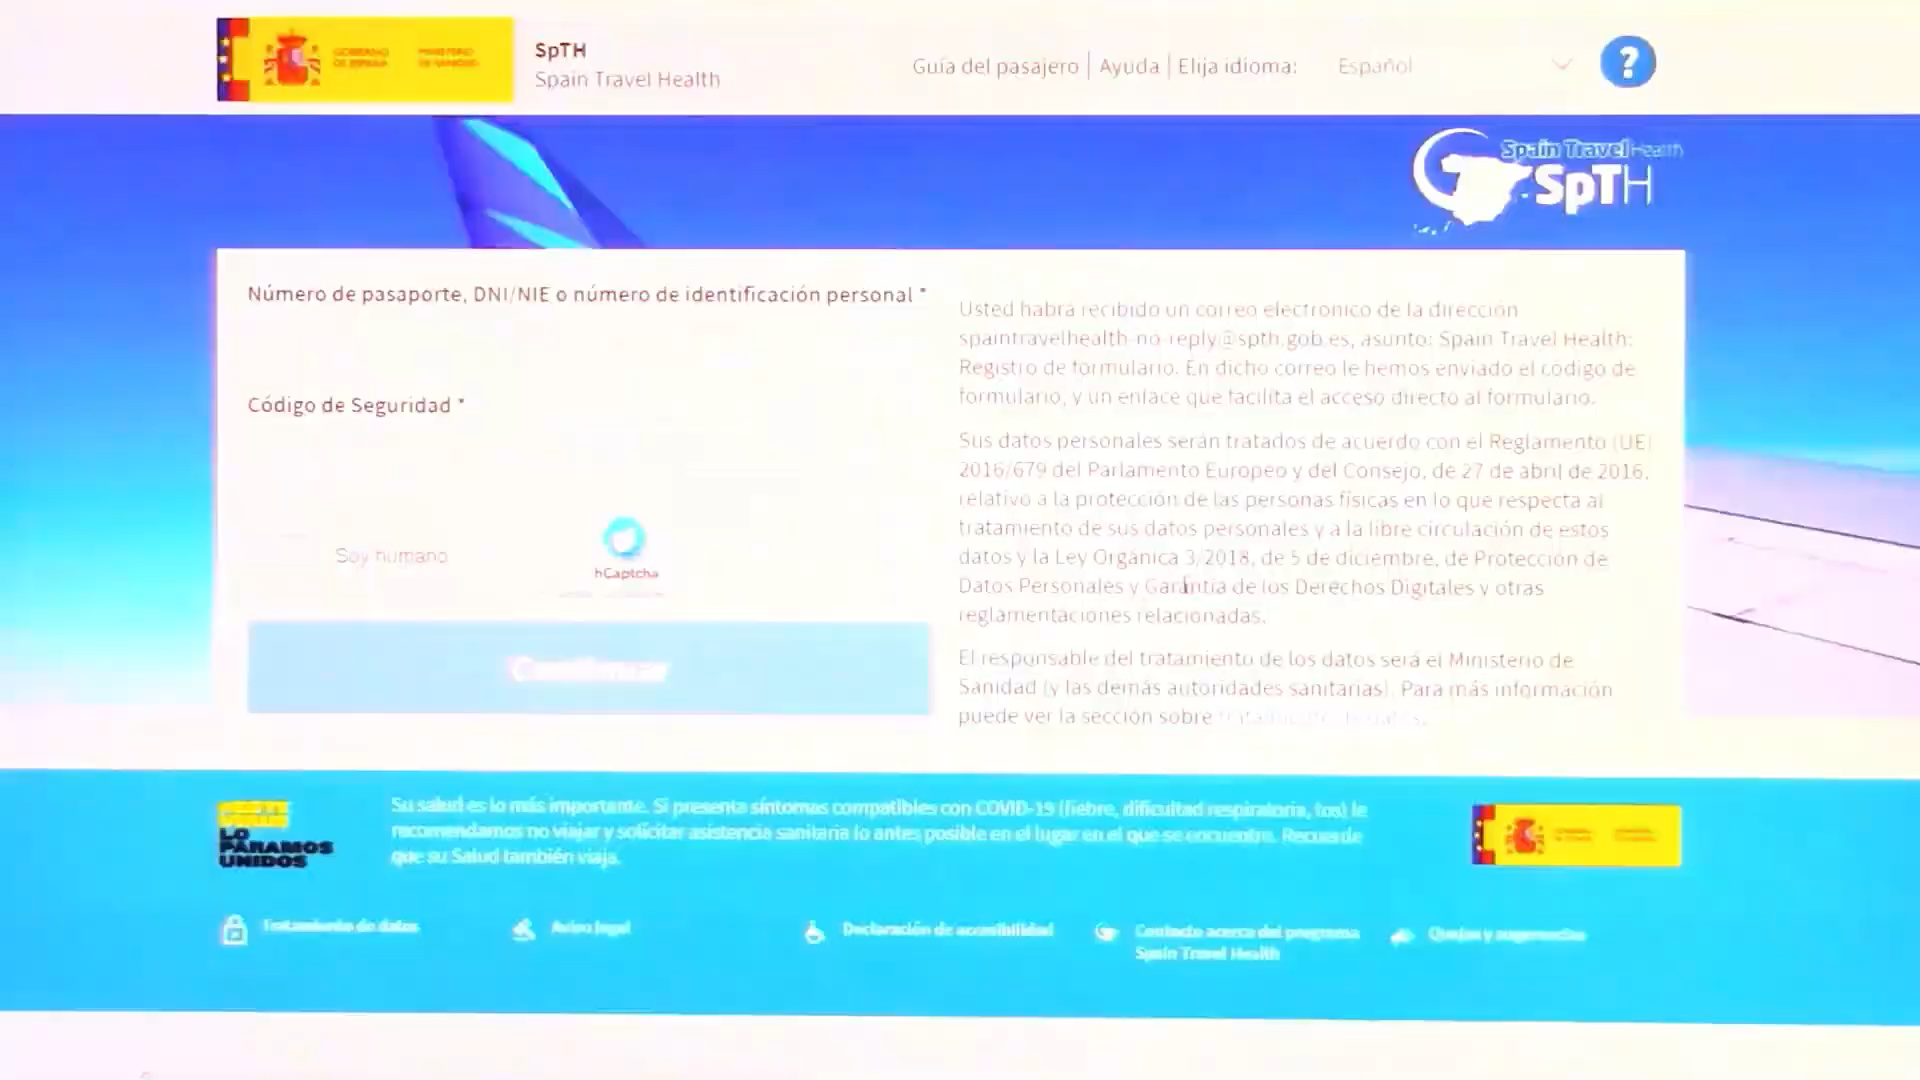 GOBIERNO DE ESPAÑA
MINISTERIO DE SANIDAD
SpTH
Spain Travel Health
Guía del pasajero | Ayuda | Elija idioma: Español
?
Spain Travel Health
SpTH
Número de pasaporte, DNI/NIE o número de identificación personal *
Código de Seguridad *
Soy humano
hCaptcha
Continuar
Usted habrá recibido un correo electrónico de la dirección
spaintravelhealth-no-reply@spth.gob.es, asunto: Spain Travel Health:
Registro de formulario. En dicho correo le hemos enviado el código de
formulario, y un enlace que facilita el acceso directo al formulario.
Sus datos personales serán tratados de acuerdo con el Reglamento (UE)
2016/679 del Parlamento Europeo y del Consejo, de 27 de abril de 2016,
relativo a la protección de las personas físicas en lo que respecta al
tratamiento de sus datos personales y a la libre circulación de estos
datos y la Ley Orgánica 3/2018, de 5 de diciembre, de Protección de
Datos Personales y Garantía de los Derechos Digitales y otras
reglamentaciones relacionadas.
El responsable del tratamiento de los datos será el Ministerio de
Sanidad (y las demás autoridades sanitarias). Para más información
puede ver la sección sobre
LO
PARAMOS
UNIDOS
Su salud es lo más importante. Si presenta síntomas compatibles con COVID-19 (fiebre, dificultad respiratoria, tos) le
recomendamos no viajar y solicitar asistencia sanitaria lo antes posible en el lugar en el que se encuentre. Recuerde
que su Salud también viaja.
Tratamiento de datos
Aviso legal
Declaración de accesibilidad
Contacto acerca del programa
Spain Travel Health
Quejas y sugerencias